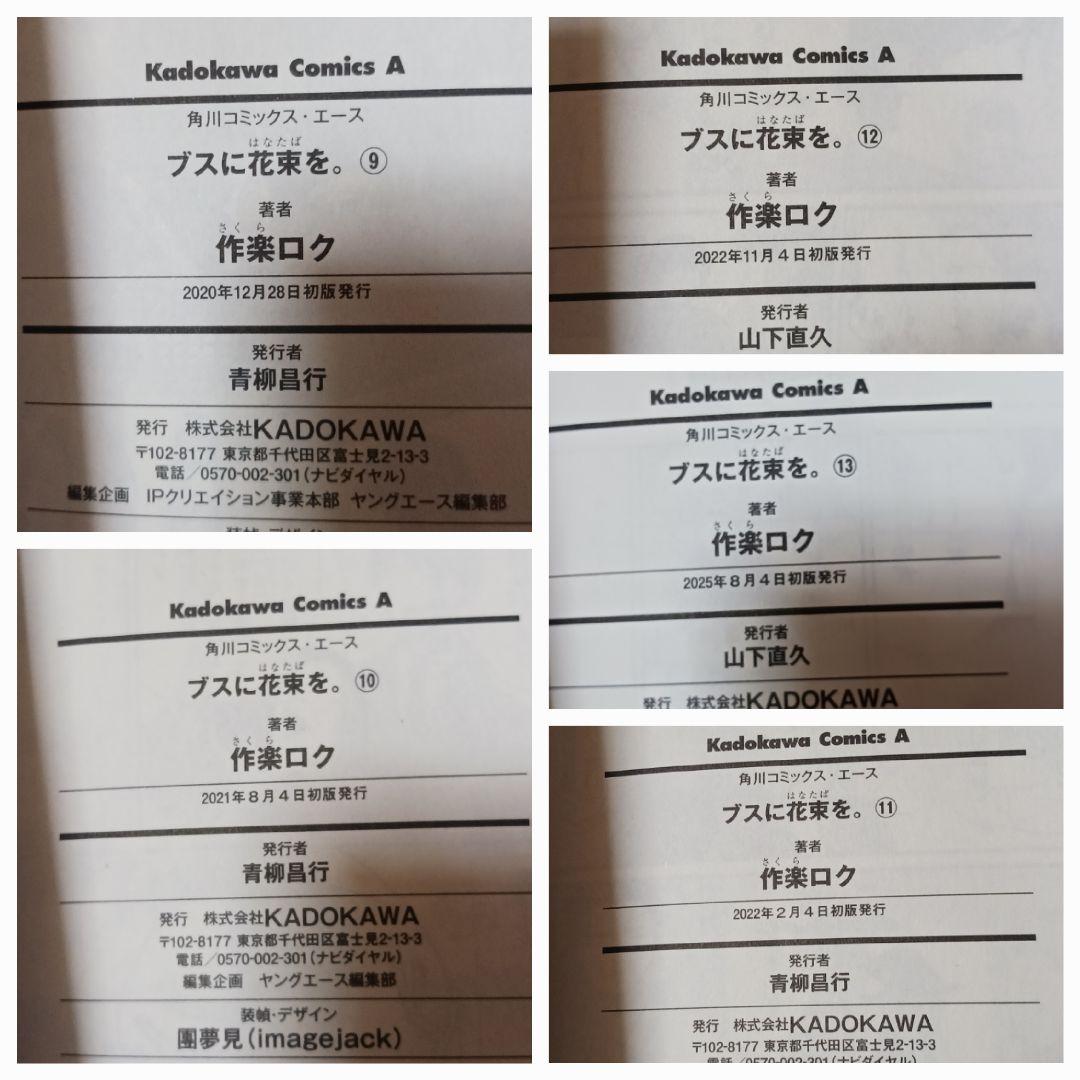 Kadokawa Comics A
角川コミックス・エース
はなたば
ブスに花束を。⑨
著者
さくら
作楽ロク
2020年12月28日初版発行
発行者
青柳昌行
発行 株式会社KADOKAWA
〒102-8177 東京都千代田区富士見2-13-3
電話/0570-002-301(ナビダイヤル)
編集企画 IPクリエイション事業本部 ヤングエース編集部
Kadokawa Comics A
角川コミックス・エース
はなたば
ブスに花束を。⑩
著者
さくら
作楽ロク
2021年8月4日初版発行
発行者
青柳昌行
発行 株式会社KADOKAWA
〒102-8177 東京都千代田区富士見2-13-3
電話/0570-002-301(ナビダイヤル)
編集企画 ヤングエース編集部
装幀・デザイン
團夢見(imagejack)
Kadokawa Comics A
角川コミックス・エース
はなたば
ブスに花束を。⑫
著者
さくら
作楽ロク
2022年11月4日初版発行
発行者
山下直久
Kadokawa Comics A
角川コミックス・エース
はなたば
ブスに花束を。⑬
著者
さくら
作楽ロク
2025年8月4日初版発行
発行者
山下直久
発行 株式会社KADOKAWA
Kadokawa Comics A
角川コミックス・エース
はなたば
ブスに花束を。⑪
著者
さくら
作楽ロク
2022年2月4日初版発行
発行者
青柳昌行
発行 株式会社KADOKAWA
〒102-8177 東京都千代田区富士見2-13-3
電話/0570-002-301(ナビダイヤル)